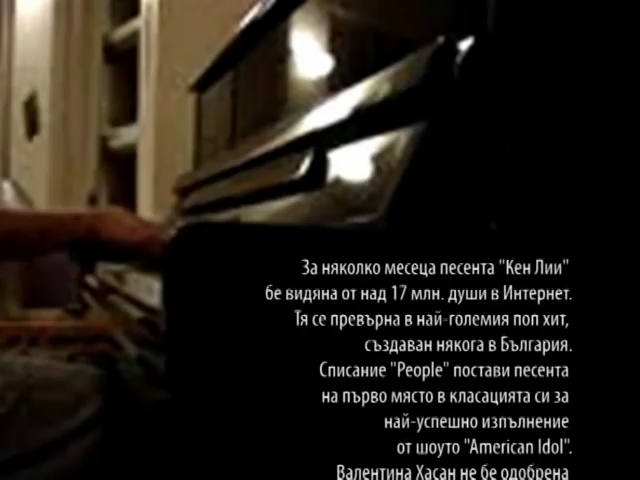 За няколко месеца песента "Кен Лии"
бе видяна от над 17 млн. души в Интернет.
Тя се превърна в най-големия поп хит,
създаван някога в България.
Списание "People" постави песента
на първо място в класацията си за
най-успешно изпълнение
от шоуто "American Idol".
Валентина Хасан не бе одобрена